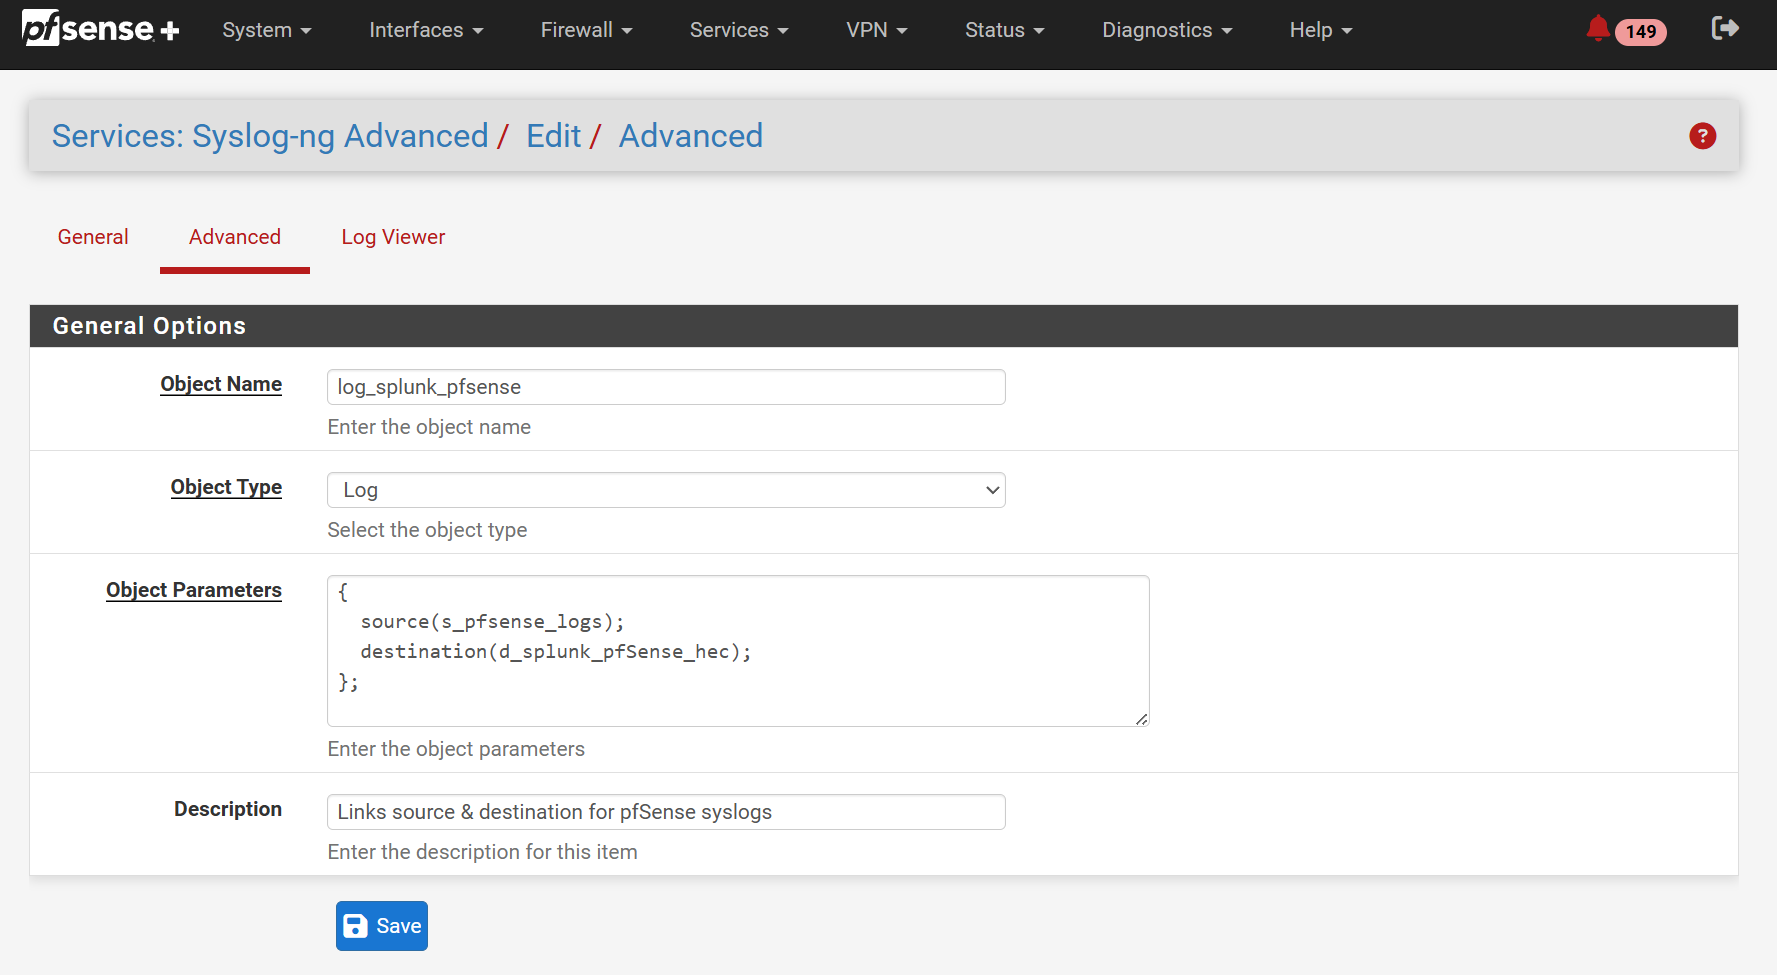 pfsense +
System Interfaces Firewall Services VPN Status Diagnostics Help 149
Services: Syslog-ng Advanced / Edit / Advanced ?
General Advanced Log Viewer
General Options
Object Name log_splunk_pfsense
Enter the object name
Object Type Log
Select the object type
Object Parameters {
source(s_pfsense_logs);
destination(d_splunk_pfSense_hec);
};
Enter the object parameters
Description Links source & destination for pfSense syslogs
Enter the description for this item
Save